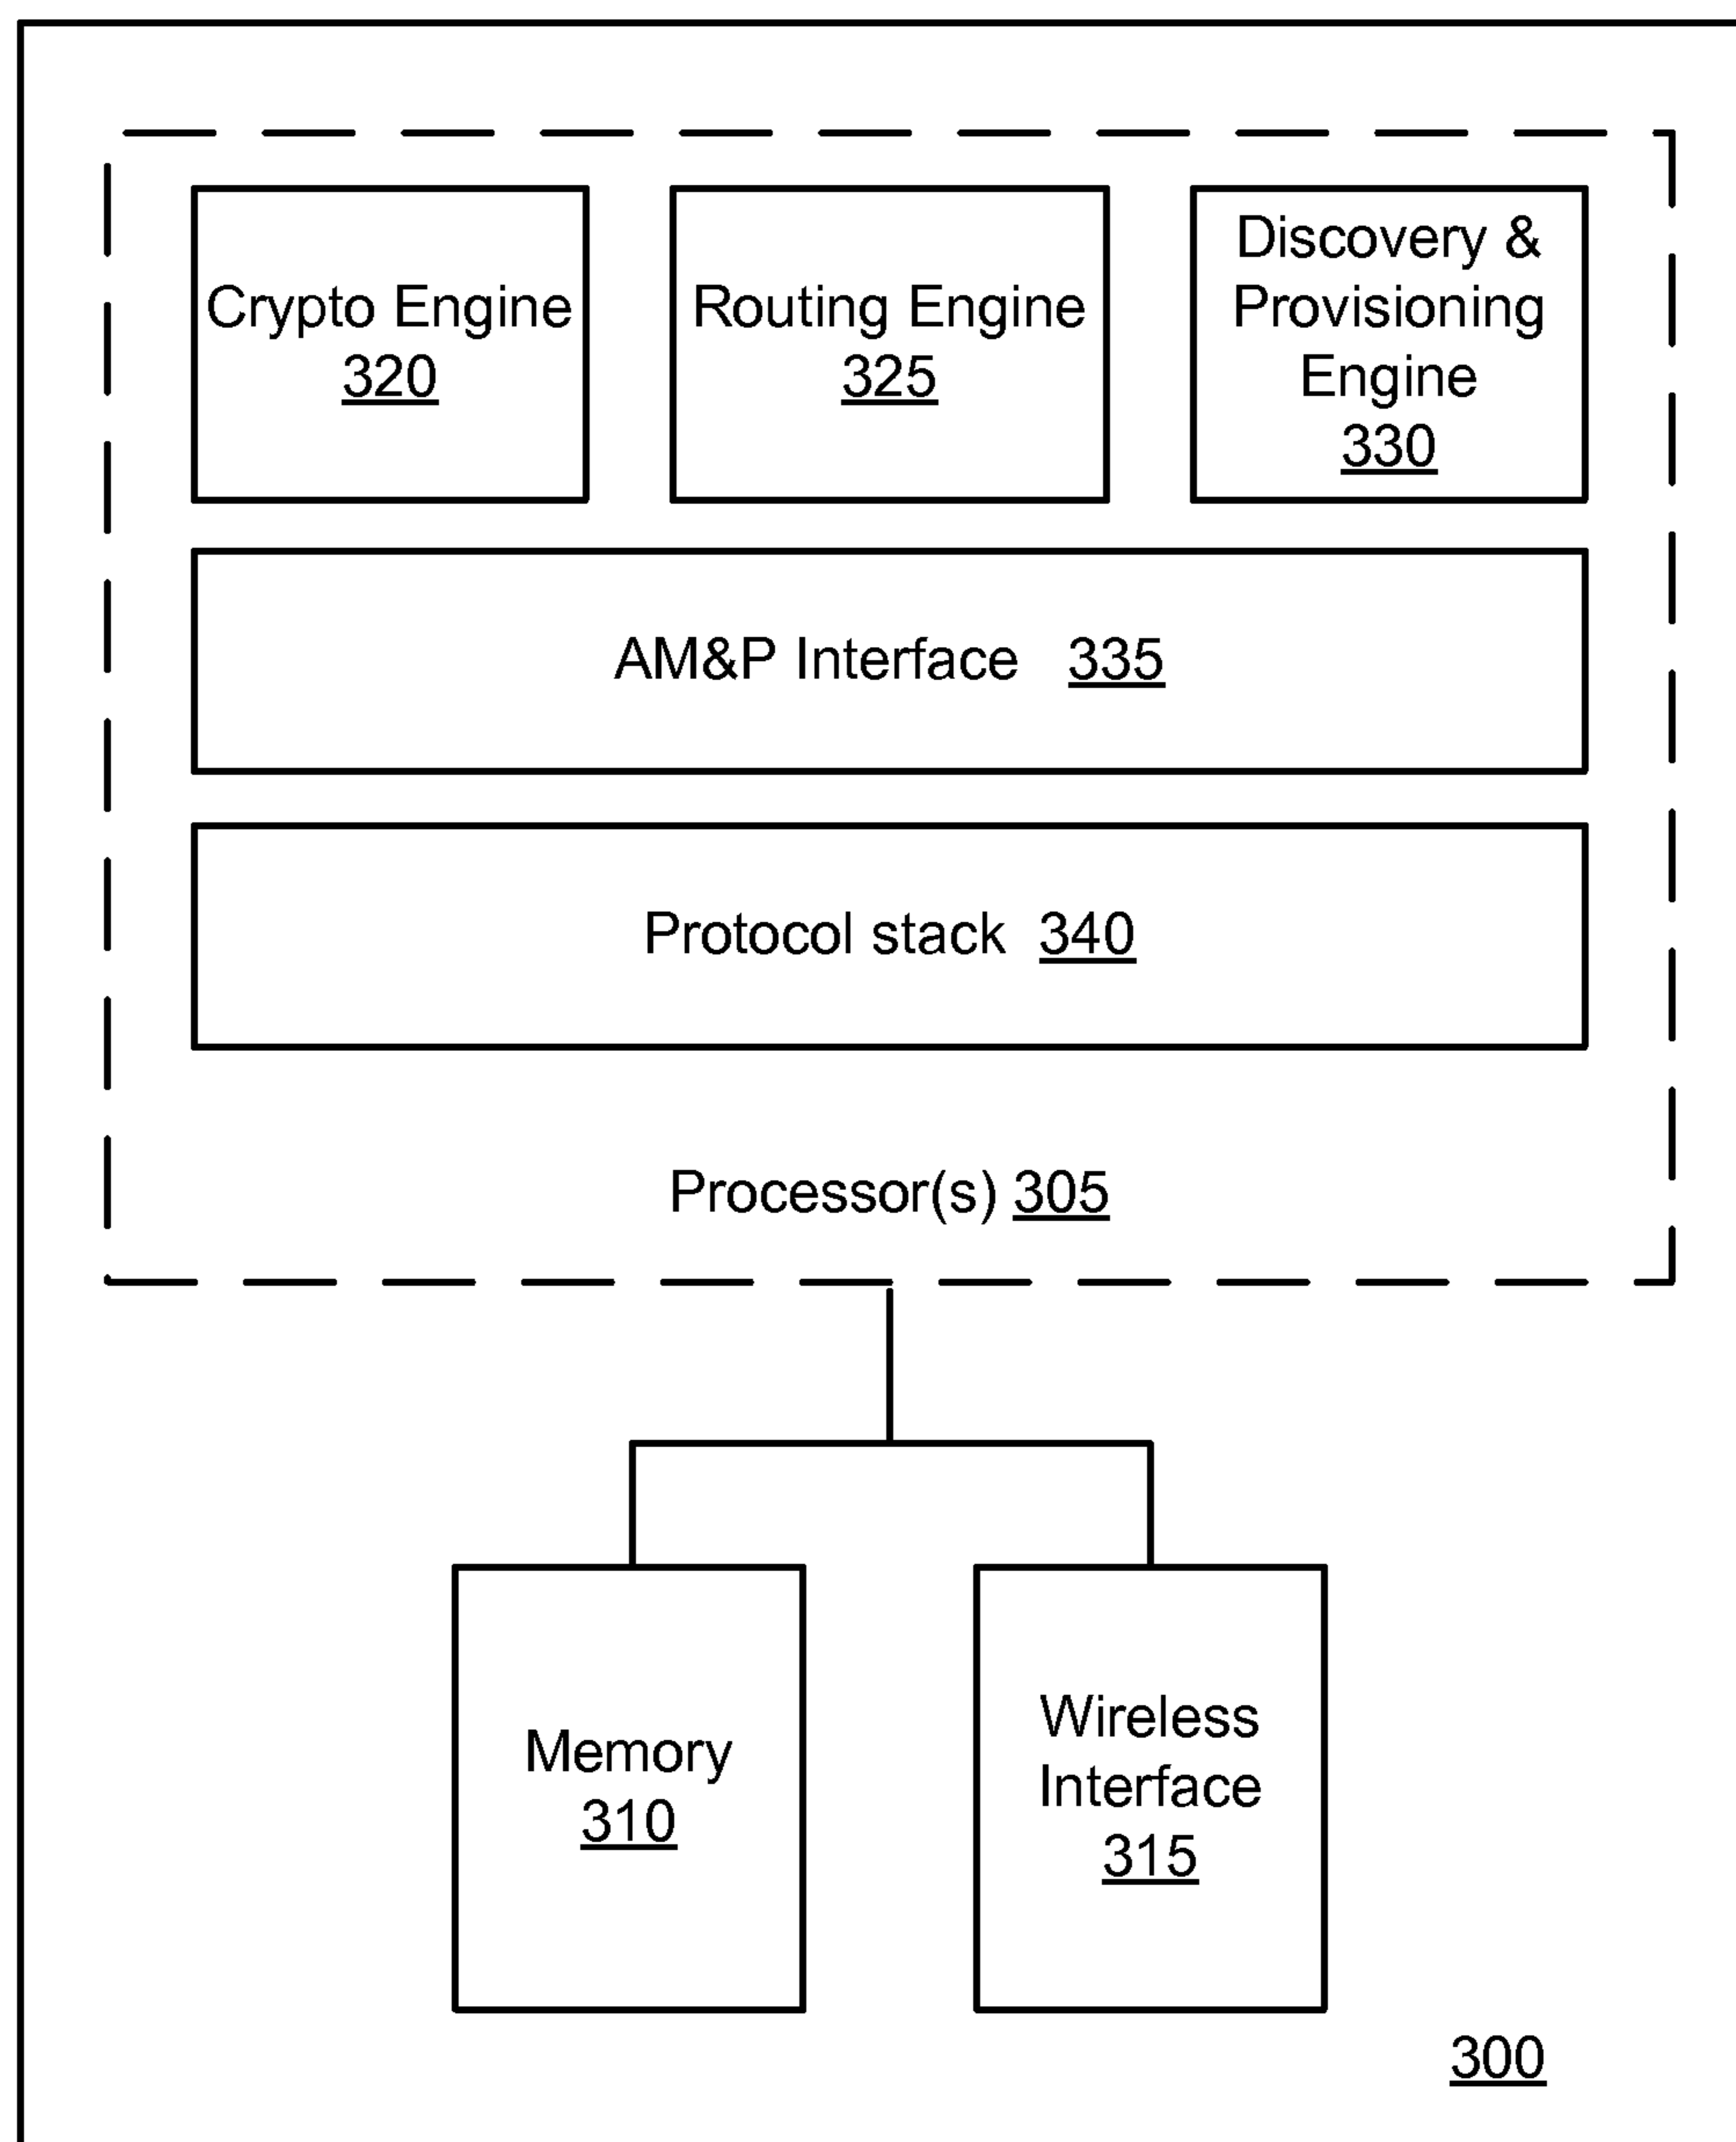 Crypto Engine
320
Routing Engine
325
Discovery &
Provisioning
Engine
330
AM&P Interface 335
Protocol stack 340
Processor(s) 305
Memory
310
Wireless
Interface
315
300